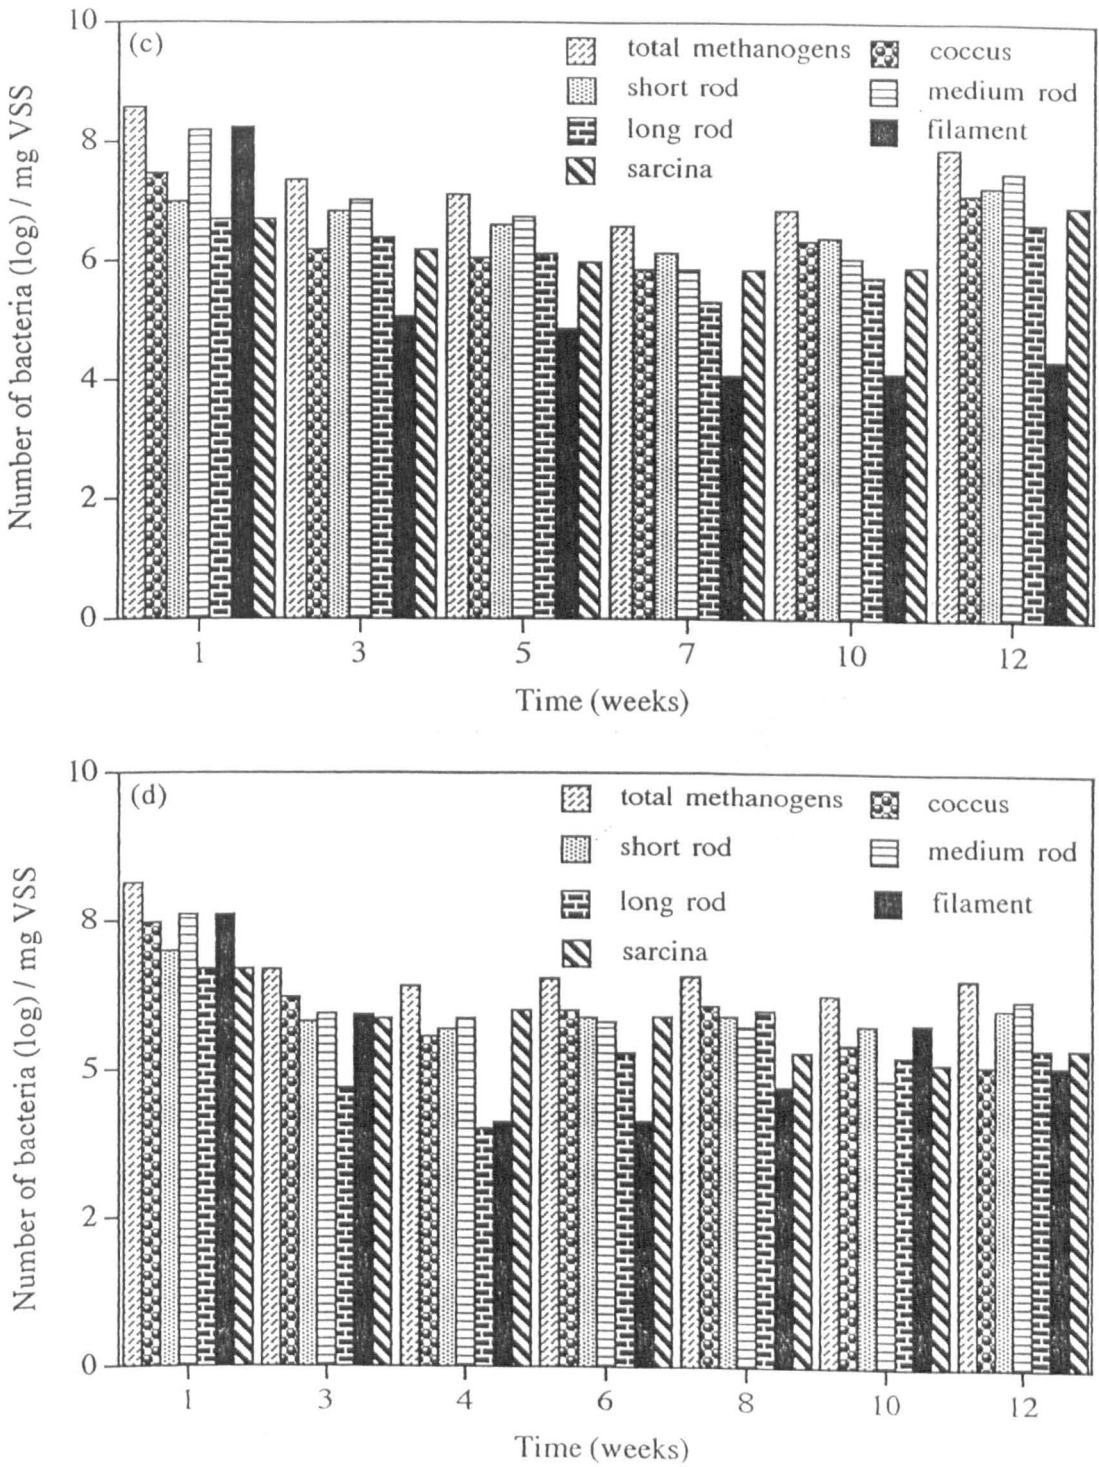 10
(c)
total methanogens
coccus
short rod
medium rod
long rod
filament
sarcina
8
6
4
2
0
Number of bacteria (log) / mg VSS
1 3 5 7 10 12
Time (weeks)
10
(d)
total methanogens
coccus
short rod
medium rod
long rod
filament
sarcina
8
5
2
0
Number of bacteria (log) / mg VSS
1 3 4 6 8 10 12
Time (weeks)